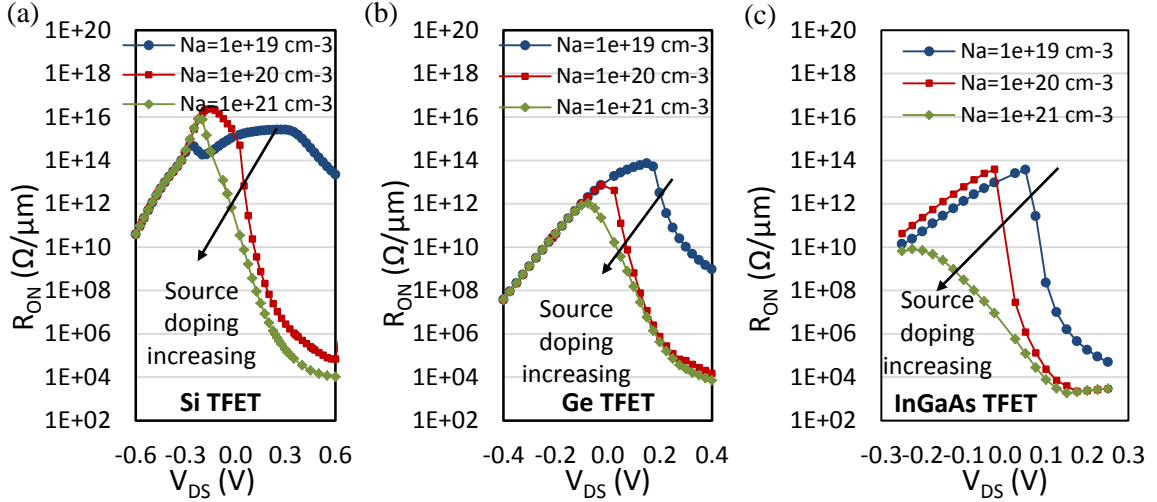 (a)
R_ON (Ω/μm)
1E+20
1E+18
1E+16
1E+14
1E+12
1E+10
1E+08
1E+06
1E+04
1E+02
Na=1e+19 cm-3
Na=1e+20 cm-3
Na=1e+21 cm-3
Source
doping
increasing
Si TFET
-0.6 -0.3 0.0 0.3 0.6
V_DS (V)
(b)
R_ON (Ω/μm)
1E+20
1E+18
1E+16
1E+14
1E+12
1E+10
1E+08
1E+06
1E+04
1E+02
Na=1e+19 cm-3
Na=1e+20 cm-3
Na=1e+21 cm-3
Source
doping
increasing
Ge TFET
-0.4 -0.2 0.0 0.2 0.4
V_DS (V)
(c)
R_ON (Ω/μm)
1E+20
1E+18
1E+16
1E+14
1E+12
1E+10
1E+08
1E+06
1E+04
1E+02
Na=1e+19 cm-3
Na=1e+20 cm-3
Na=1e+21 cm-3
Source
doping
increasing
InGaAs TFET
-0.3 -0.2 -0.1 0.0 0.1 0.2 0.3
V_DS (V)